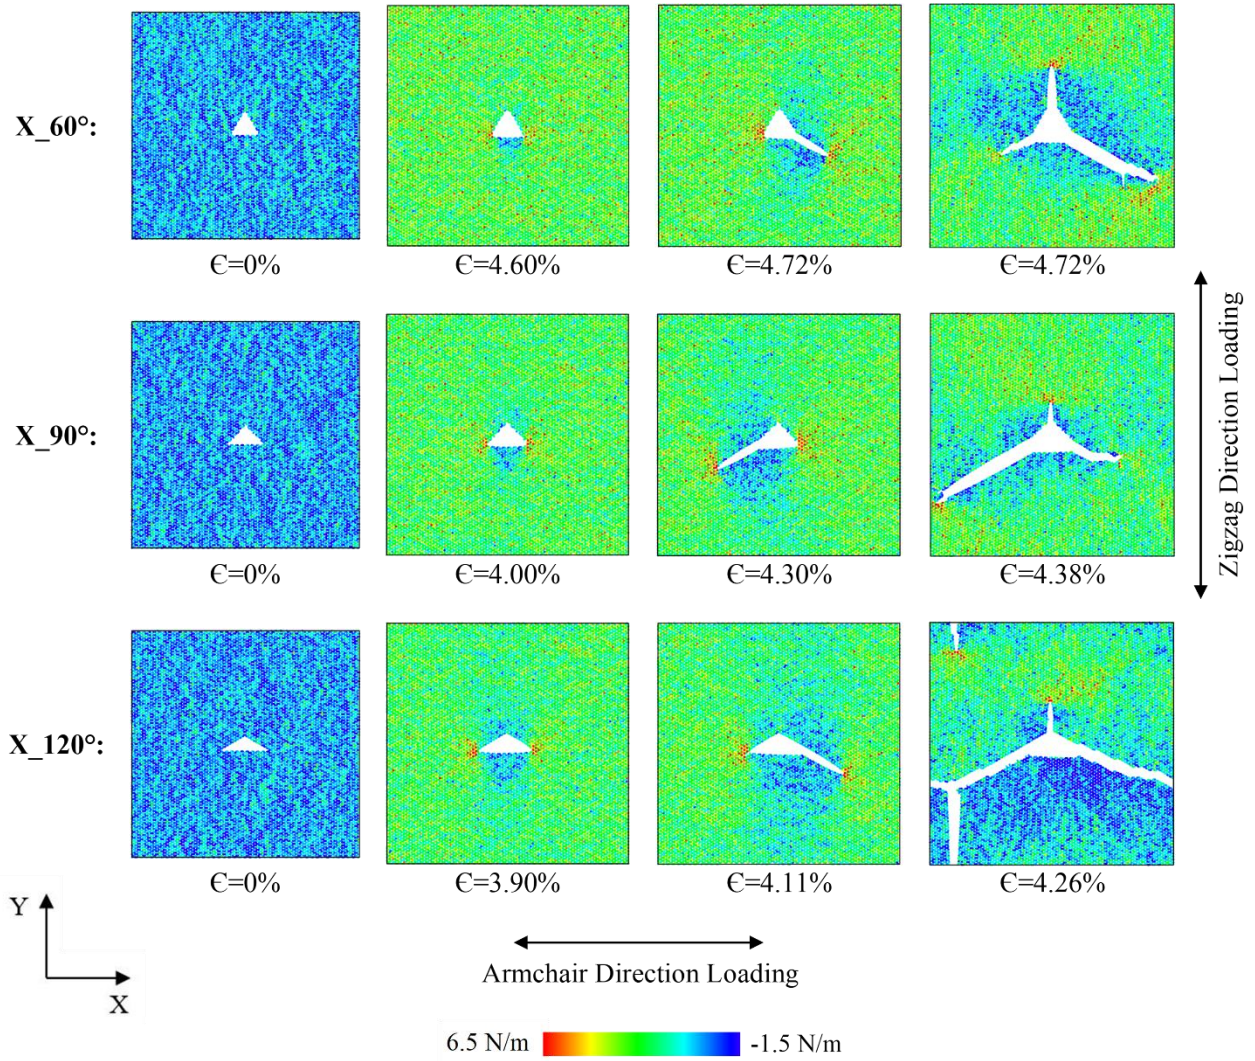 X_60°:
Є=0% Є=4.60% Є=4.72% Є=4.72%
Zigzag Direction Loading
X_90°:
Є=0% Є=4.00% Є=4.30% Є=4.38%
X_120°:
Є=0% Є=3.90% Є=4.11% Є=4.26%
Y
X
Armchair Direction Loading
6.5 N/m -1.5 N/m